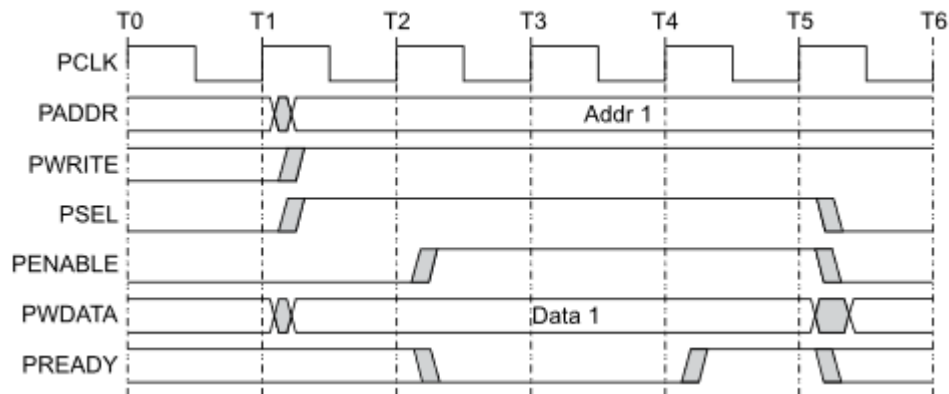 T0 T1 T2 T3 T4 T5 T6
PCLK
PADDR Addr 1
PWRITE
PSEL
PENABLE
PWDATA Data 1
PREADY